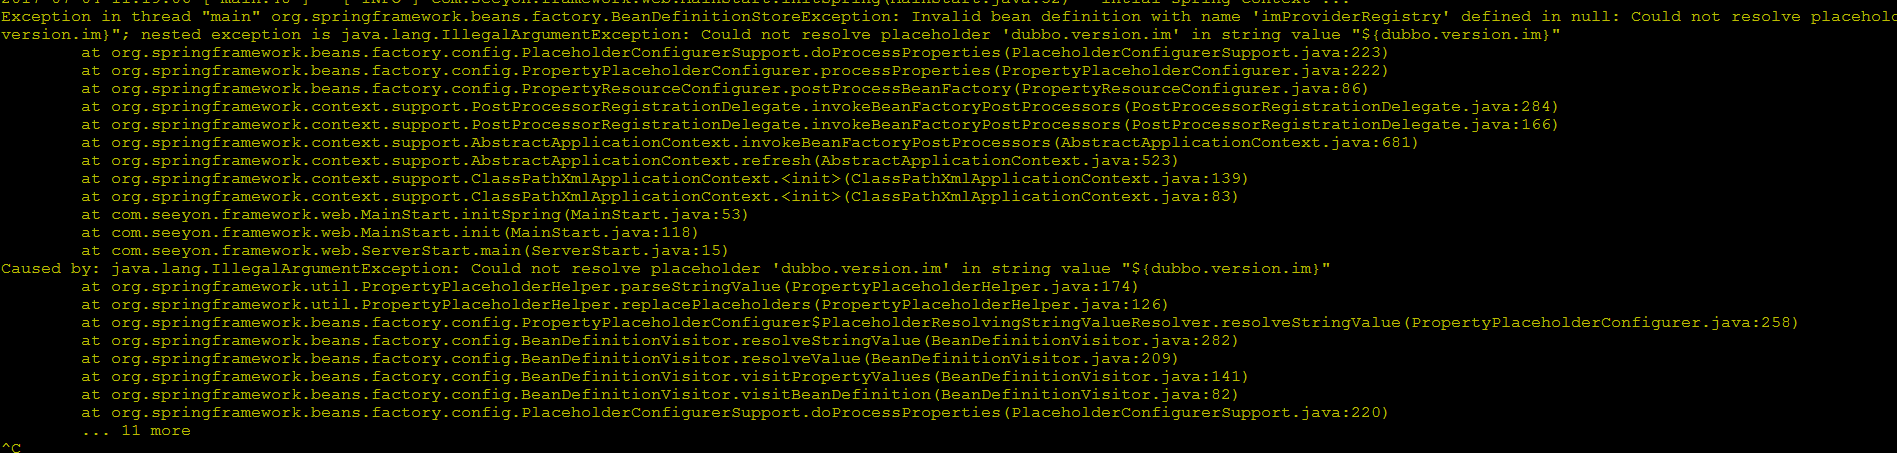 Exception in thread "main" org.springframework.beans.factory.BeanDefinitionStoreException: Invalid bean definition with name 'imProviderRegistry' defined in null: Could not resolve placehol
version.im}"; nested exception is java.lang.IllegalArgumentException: Could not resolve placeholder 'dubbo.version.im' in string value "${dubbo.version.im}"
at org.springframework.beans.factory.config.PlaceholderConfigurerSupport.doProcessProperties(PlaceholderConfigurerSupport.java:223)
at org.springframework.beans.factory.config.PropertyPlaceholderConfigurer.processProperties(PropertyPlaceholderConfigurer.java:222)
at org.springframework.beans.factory.config.PropertyResourceConfigurer.postProcessBeanFactory(PropertyResourceConfigurer.java:86)
at org.springframework.context.support.PostProcessorRegistrationDelegate.invokeBeanFactoryPostProcessors(PostProcessorRegistrationDelegate.java:284)
at org.springframework.context.support.PostProcessorRegistrationDelegate.invokeBeanFactoryPostProcessors(PostProcessorRegistrationDelegate.java:166)
at org.springframework.context.support.AbstractApplicationContext.invokeBeanFactoryPostProcessors(AbstractApplicationContext.java:681)
at org.springframework.context.support.AbstractApplicationContext.refresh(AbstractApplicationContext.java:523)
at org.springframework.context.support.ClassPathXmlApplicationContext.<init>(ClassPathXmlApplicationContext.java:139)
at org.springframework.context.support.ClassPathXmlApplicationContext.<init>(ClassPathXmlApplicationContext.java:83)
at com.seeyon.framework.web.MainStart.initSpring(MainStart.java:53)
at com.seeyon.framework.web.MainStart.init(MainStart.java:118)
at com.seeyon.framework.web.ServerStart.main(ServerStart.java:15)
Caused by: java.lang.IllegalArgumentException: Could not resolve placeholder 'dubbo.version.im' in string value "${dubbo.version.im}"
at org.springframework.util.PropertyPlaceholderHelper.parseStringValue(PropertyPlaceholderHelper.java:174)
at org.springframework.util.PropertyPlaceholderHelper.replacePlaceholders(PropertyPlaceholderHelper.java:126)
at org.springframework.beans.factory.config.PropertyPlaceholderConfigurer$PlaceholderResolvingStringValueResolver.resolveStringValue(PropertyPlaceholderConfigurer.java:258)
at org.springframework.beans.factory.config.BeanDefinitionVisitor.resolveStringValue(BeanDefinitionVisitor.java:282)
at org.springframework.beans.factory.config.BeanDefinitionVisitor.resolveValue(BeanDefinitionVisitor.java:209)
at org.springframework.beans.factory.config.BeanDefinitionVisitor.visitPropertyValues(BeanDefinitionVisitor.java:141)
at org.springframework.beans.factory.config.BeanDefinitionVisitor.visitBeanDefinition(BeanDefinitionVisitor.java:82)
at org.springframework.beans.factory.config.PlaceholderConfigurerSupport.doProcessProperties(PlaceholderConfigurerSupport.java:220)
... 11 more
^C